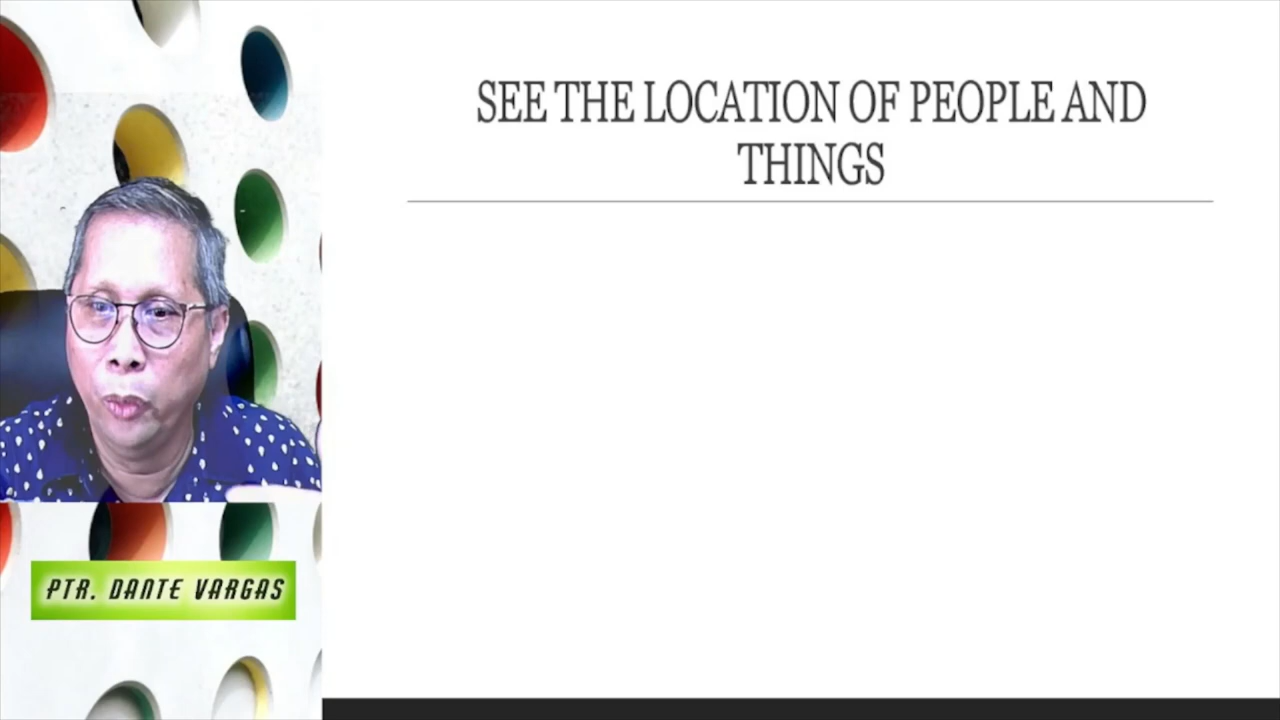 SEE THE LOCATION OF PEOPLE AND
THINGS
PTR. DANTE VARGAS